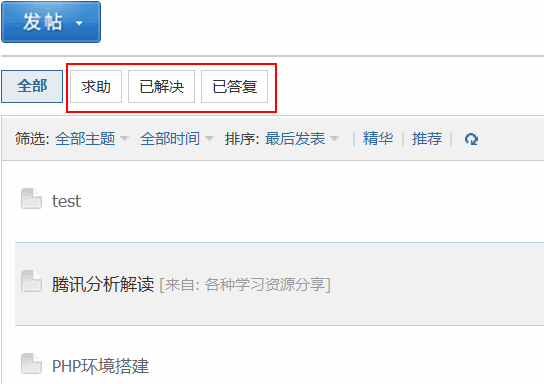 发帖
全部 求助 已解决 已答复
筛选: 全部主题 全部时间 排序: 最后发表 | 精华 | 推荐 |
test
腾讯分析解读 [来自: 各种学习资源分享]
PHP环境搭建